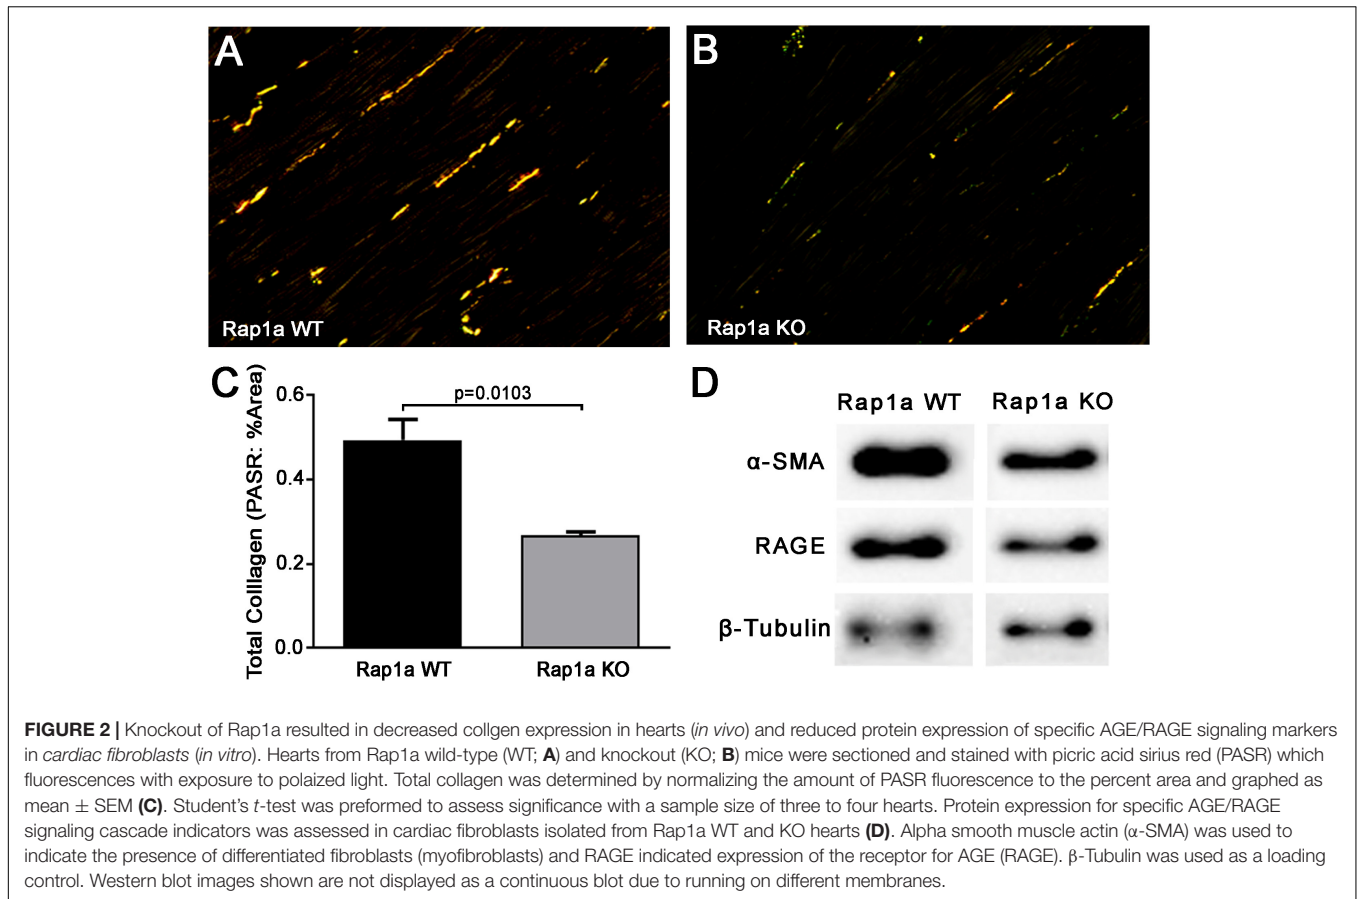 A
B
Rap1a WT
Rap1a KO
C
Total Colllagen (PASR: %Area)
0.6
0.4
0.2
0.0
p=0.0103
Rap1a WT
Rap1a KO
D
Rap1a WT
Rap1a KO
α-SMA
RAGE
β-Tubulin
FIGURE 2 | Knockout of Rap1a resulted in decreased collgen expression in hearts (in vivo) and reduced protein expression of specific AGE/RAGE signaling markers
in cardiac fibroblasts (in vitro). Hearts from Rap1a wild-type (WT; A) and knockout (KO; B) mice were sectioned and stained with picric acid sirius red (PASR) which
fluorescences with exposure to polaized light. Total collagen was determined by normalizing the amount of PASR fluorescence to the percent area and graphed as
mean ± SEM (C). Student's t-test was preformed to assess significance with a sample size of three to four hearts. Protein expression for specific AGE/RAGE
signaling cascade indicators was assessed in cardiac fibroblasts isolated from Rap1a WT and KO hearts (D). Alpha smooth muscle actin (α-SMA) was used to
indicate the presence of differentiated fibroblasts (myofibroblasts) and RAGE indicated expression of the receptor for AGE (RAGE). β-Tubulin was used as a loading
control. Western blot images shown are not displayed as a continuous blot due to running on different membranes.